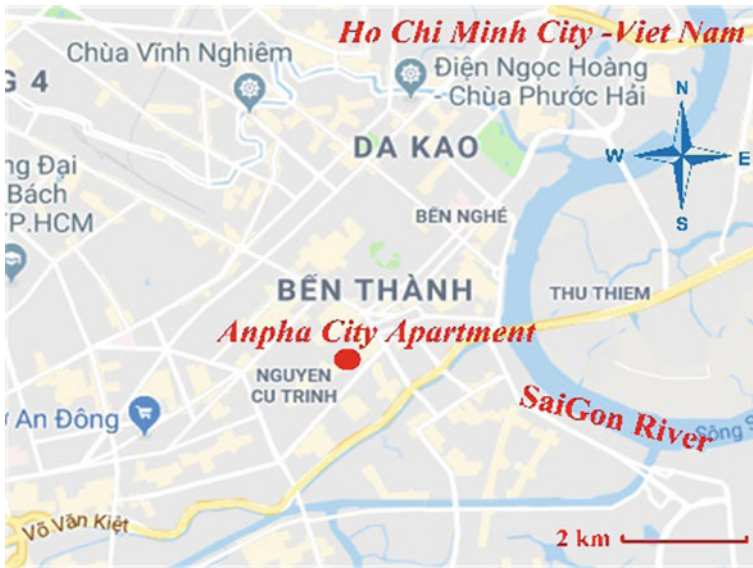 Ho Chi Minh City -Viet Nam
Chùa Vĩnh Nghiêm
Điện Ngọc Hoàng
- Chùa Phước Hải
G 4
N
W
E
S
DA KAO
ng Đại
Bách
TP.HCM
BẾN NGHÉ
BẾN THÀNH
THU THIEM
Anpha City Apartment
NGUYEN
CU TRINH
SaiGon River
Sông S
An Đông
Võ Văn Kiệt
2 km